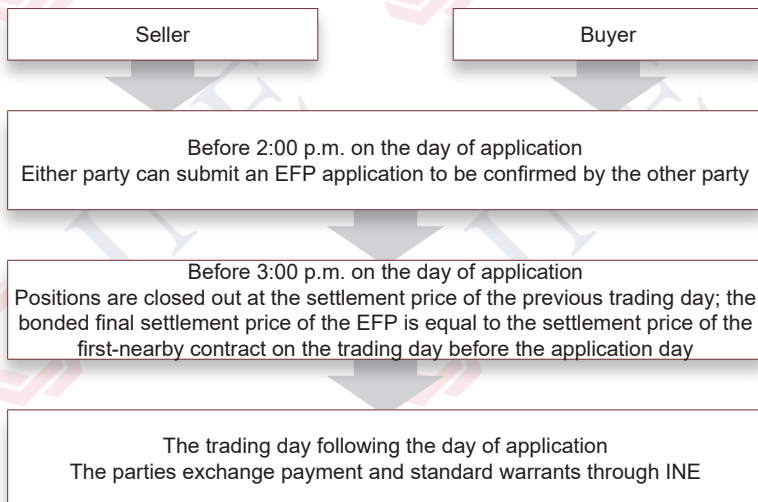 Seller
Buyer
Before 2:00 p.m. on the day of application
Either party can submit an EFP application to be confirmed by the other party
Before 3:00 p.m. on the day of application
Positions are closed out at the settlement price of the previous trading day; the
bonded final settlement price of the EFP is equal to the settlement price of the
first-nearby contract on the trading day before the application day
The trading day following the day of application
The parties exchange payment and standard warrants through INE